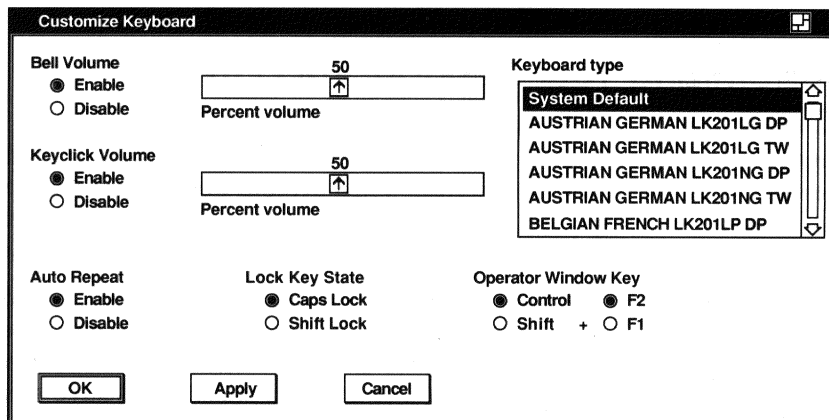 Customize Keyboard
Bell Volume
Enable
Disable
50
Percent volume
Keyclick Volume
Enable
Disable
50
Percent volume
Keyboard type
System Default
AUSTRIAN GERMAN LK201LG DP
AUSTRIAN GERMAN LK201LG TW
AUSTRIAN GERMAN LK201NG DP
AUSTRIAN GERMAN LK201NG TW
BELGIAN FRENCH LK201LP DP
Auto Repeat
Enable
Disable
Lock Key State
Caps Lock
Shift Lock
Operator Window Key
Control F2
Shift + F1
OK Apply Cancel